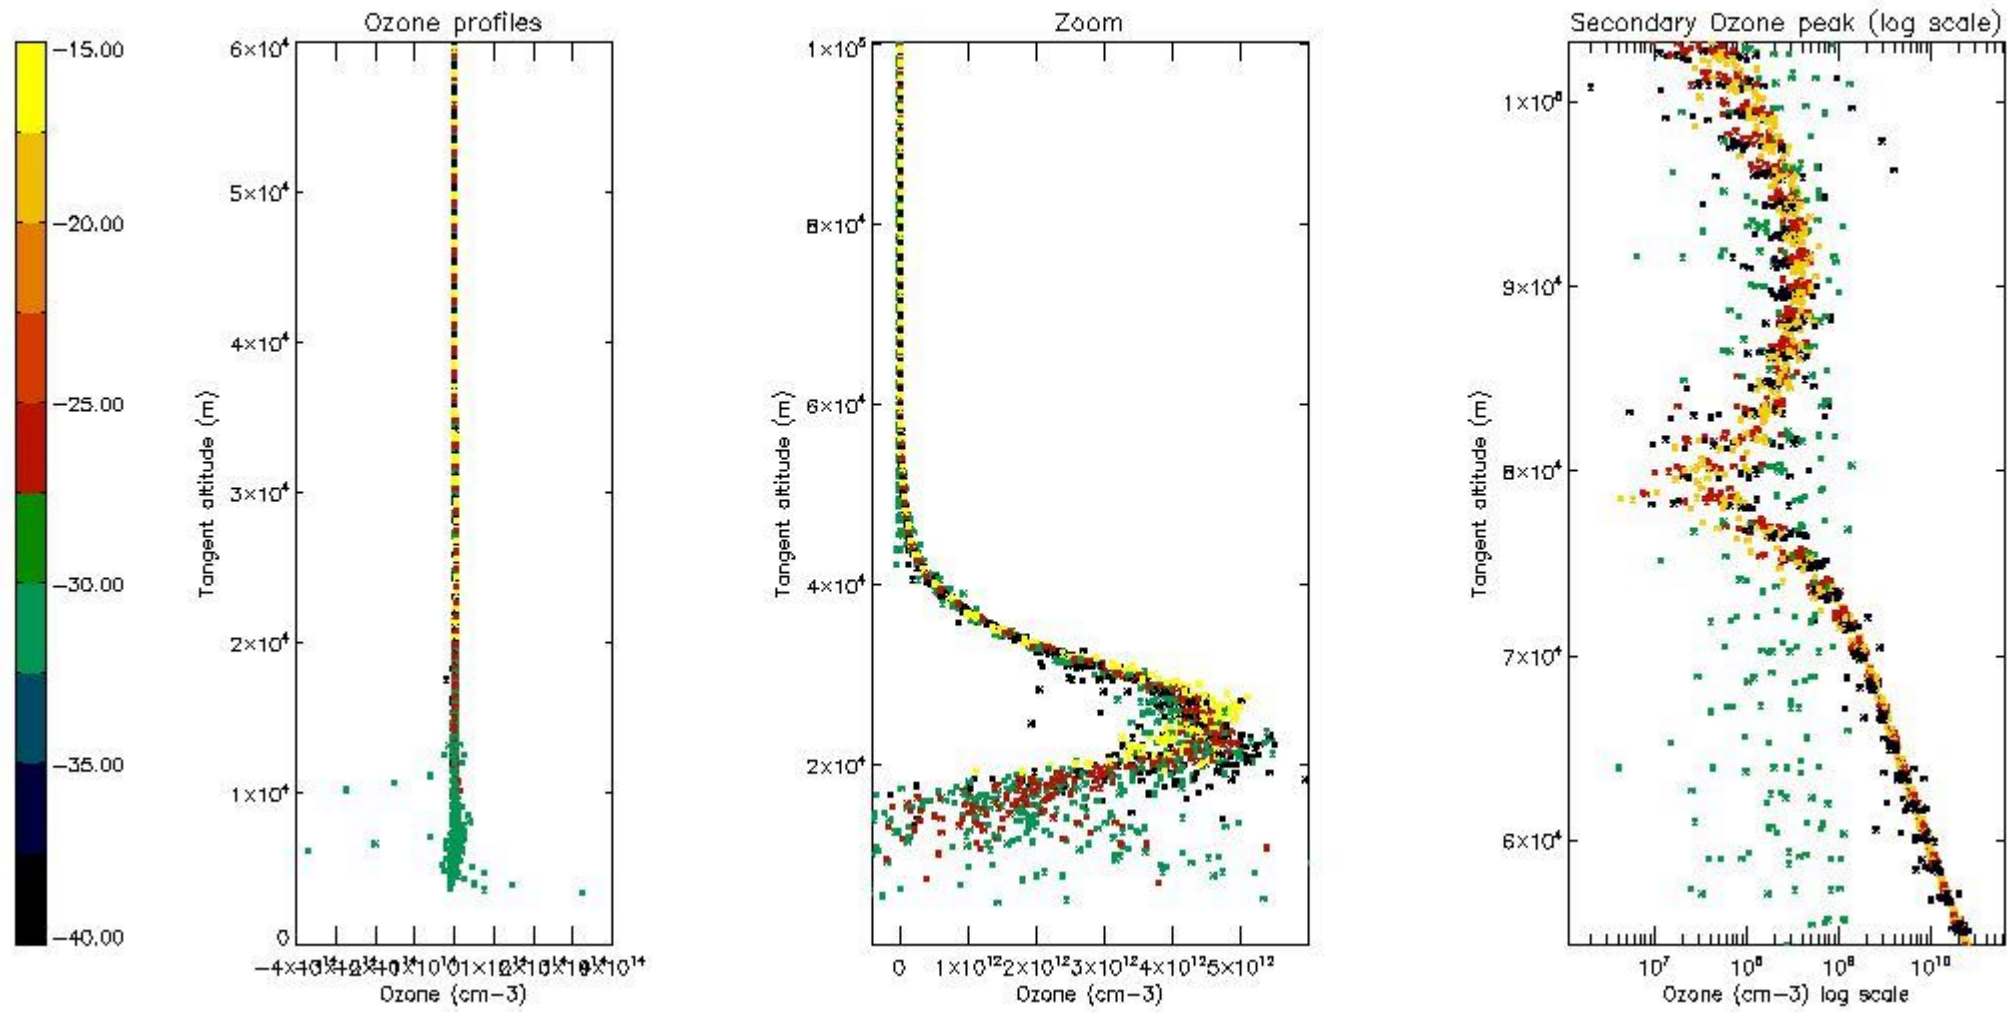 Ozone profiles
Zoom
Secondary Ozone peak (log scale)
−15.00
−20.00
−25.00
−30.00
−35.00
−40.00
6×10⁴
5×10⁴
4×10⁴
3×10⁴
2×10⁴
1×10⁴
0
Tangent altitude (m)
Ozone (cm−3)
1×10⁵
8×10⁴
6×10⁴
4×10⁴
2×10⁴
Tangent altitude (m)
0 1×10¹² 2×10¹² 3×10¹² 4×10¹² 5×10¹²
Ozone (cm−3)
1×10⁵
9×10⁴
8×10⁴
7×10⁴
6×10⁴
Tangent altitude (m)
10⁷ 10⁸ 10⁹ 10¹⁰
Ozone (cm−3) log scale